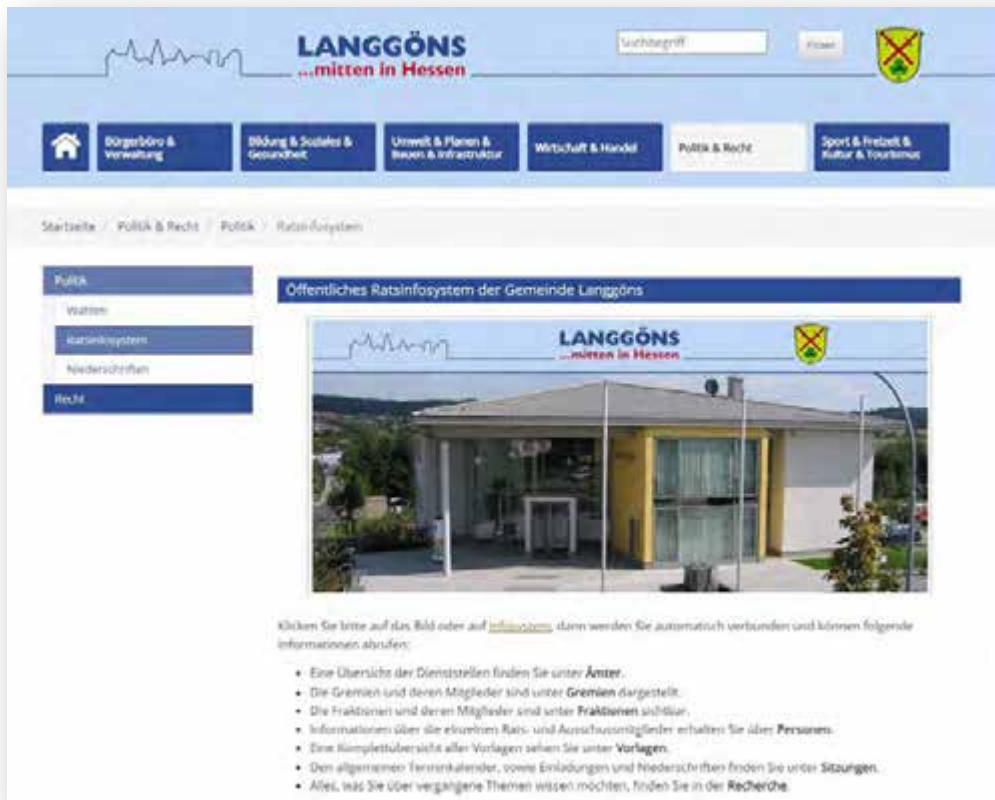 LANGGÖNS
...mitten in Hessen
Suchbegriff
Bürgerbüro &
Verwaltung
Bildung & Soziales &
Gesundheit
Umwelt & Planen &
Bauen & Infrastruktur
Wirtschaft & Handel
Politik & Recht
Sport & Freizeit &
Kultur & Tourismus
Startseite / Politik & Recht / Politik / Ratsinfosystem
Politik
Wahlen
Ratsinfosystem
Niederschriften
Recht
Öffentliches Ratsinfosystem der Gemeinde Langgöns
LANGGÖNS
...mitten in Hessen
Klicken Sie bitte auf das Bild oder auf Infosystem, dann werden Sie automatisch verbunden und können folgende
Informationen abrufen:
• Eine Übersicht der Dienststellen finden Sie unter Ämter.
• Die Gremien und deren Mitglieder sind unter Gremien dargestellt.
• Die Fraktionen und deren Mitglieder sind unter Fraktionen sichtbar.
• Informationen über die einzelnen Rats- und Ausschussmitglieder erhalten Sie über Personen.
• Eine Komplettübersicht aller Vorlagen sehen Sie unter Vorlagen.
• Den allgemeinen Terminkalender, sowie Einladungen und Niederschriften finden Sie unter Sitzungen.
• Alles, was Sie über vergangene Themen wissen möchten, finden Sie in der Recherche.